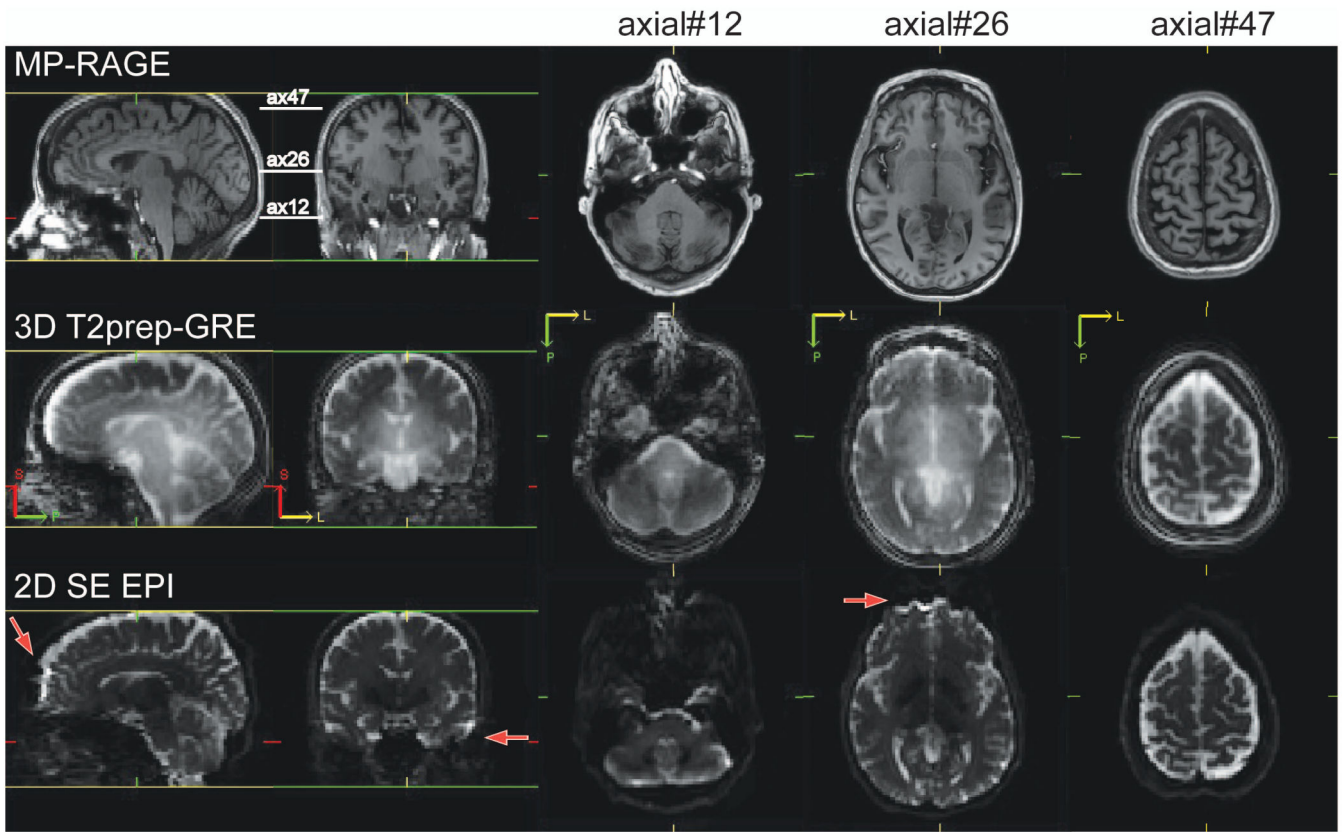 axial#12 axial#26 axial#47
MP-RAGE
ax47
ax26
ax12
3D T2prep-GRE
L L L
P P P
S S
P L
2D SE EPI